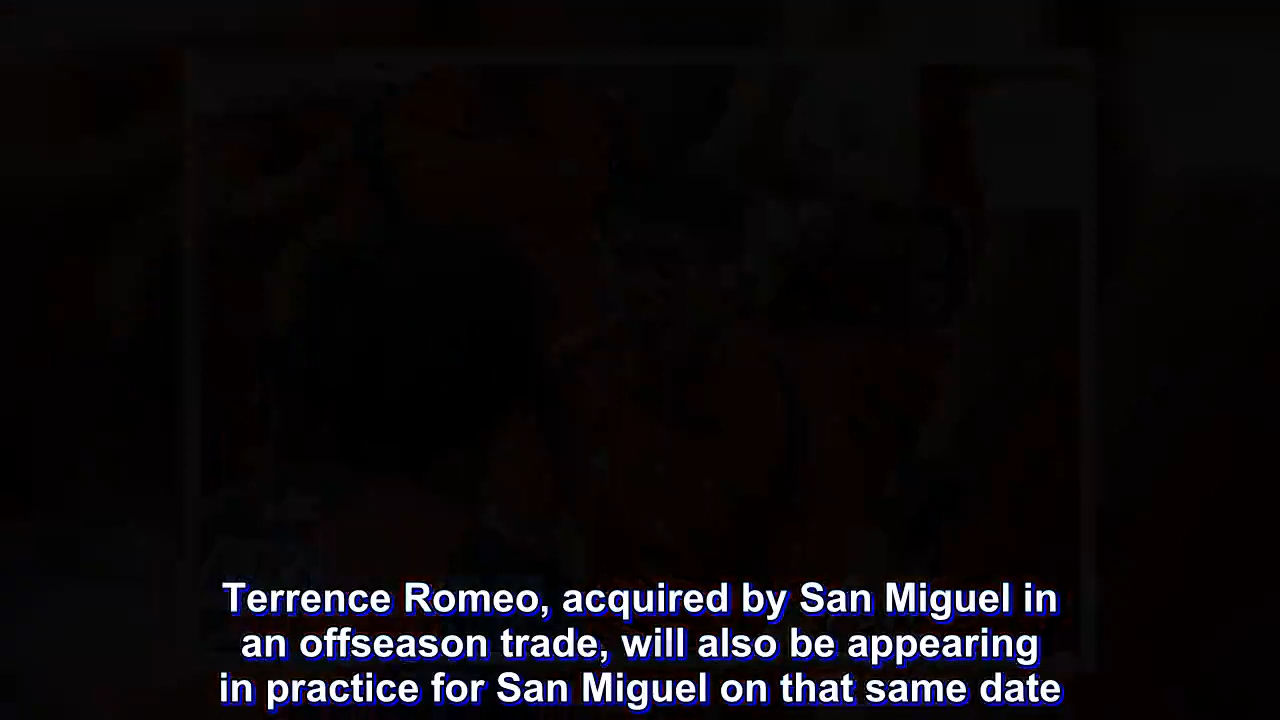 Terrence Romeo, acquired by San Miguel in
an offseason trade, will also be appearing
in practice for San Miguel on that same date